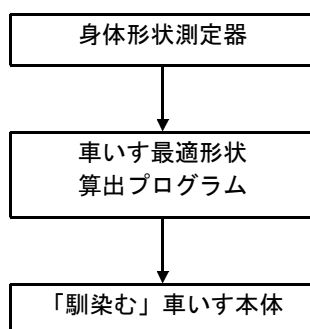 身体形状測定器
車いす最適形状
算出プログラム
「馴染む」車いす本体